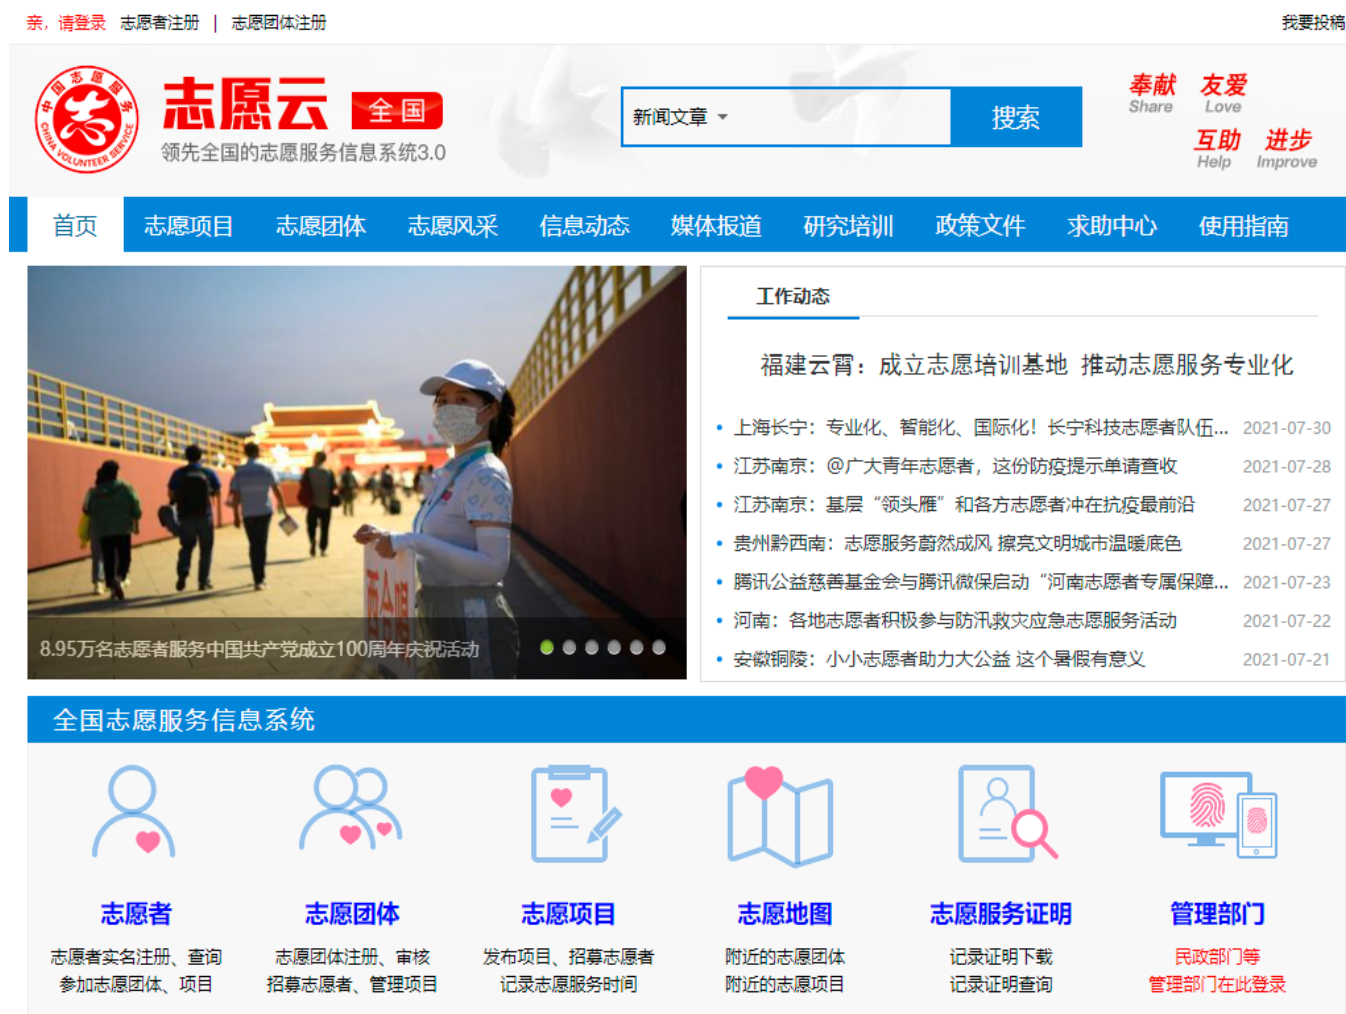 亲，请登录 志愿者注册 | 志愿团体注册
我要投稿
中国志愿服务
CHINA VOLUNTEER SERVICE
志愿云 全国
领先全国的志愿服务信息系统3.0
新闻文章
搜索
奉献 友爱
Share Love
互助 进步
Help Improve
首页 志愿项目 志愿团体 志愿风采 信息动态 媒体报道 研究培训 政策文件 求助中心 使用指南
8.95万名志愿者服务中国共产党成立100周年庆祝活动
工作动态
福建云霄：成立志愿培训基地 推动志愿服务专业化
上海长宁：专业化、智能化、国际化！长宁科技志愿者队伍... 2021-07-30
江苏南京：@广大青年志愿者，这份防疫提示单请查收 2021-07-28
江苏南京：基层“领头雁”和各方志愿者冲在抗疫最前沿 2021-07-27
贵州黔西南：志愿服务蔚然成风 擦亮文明城市温暖底色 2021-07-27
腾讯公益慈善基金会与腾讯微保启动“河南志愿者专属保障... 2021-07-23
河南：各地志愿者积极参与防汛救灾应急志愿服务活动 2021-07-22
安徽铜陵：小小志愿者助力大公益 这个暑假有意义 2021-07-21
全国志愿服务信息系统
志愿者 志愿团体 志愿项目 志愿地图 志愿服务证明 管理部门
志愿者实名注册、查询 志愿团体注册、审核 发布项目、招募志愿者 附近的志愿团体 记录证明下载 民政部门等
参加志愿团体、项目 招募志愿者、管理项目 记录志愿服务时间 附近的志愿项目 记录证明查询 管理部门在此登录